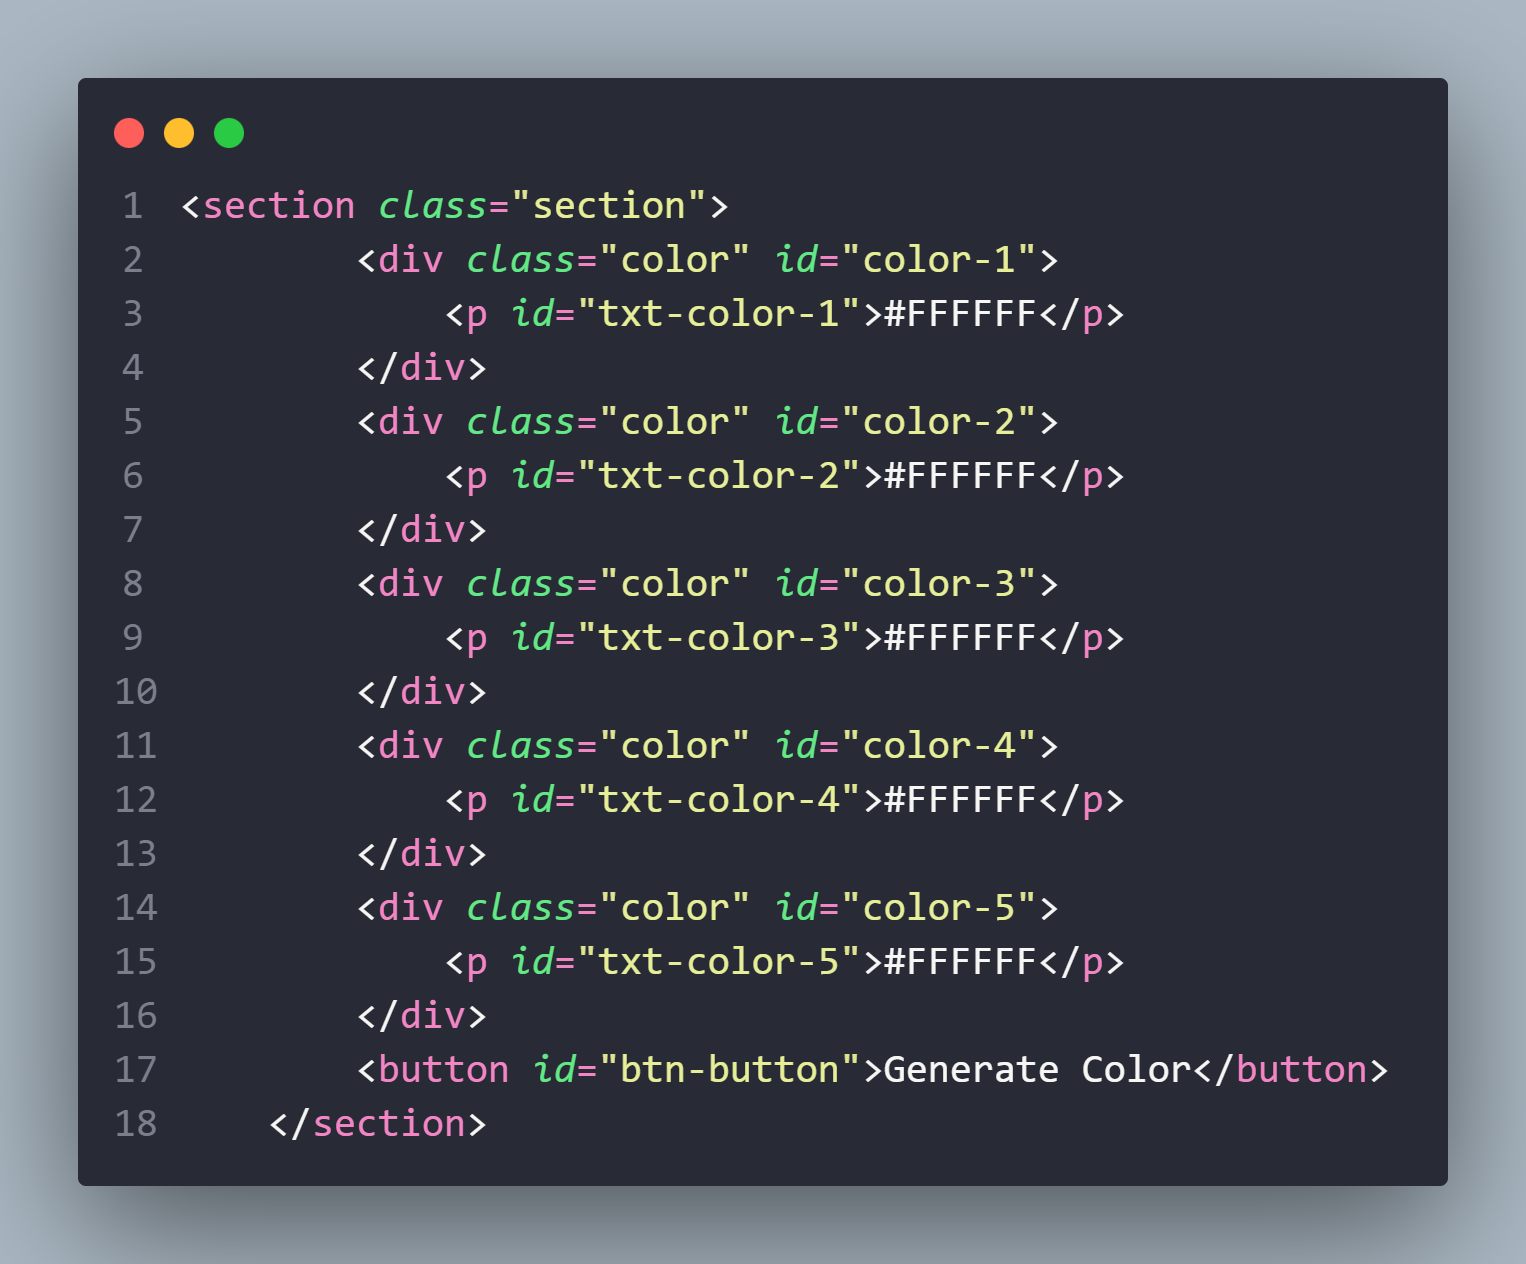 1 <section class="section">
2         <div class="color" id="color-1">
3             <p id="txt-color-1">#FFFFFF</p>
4         </div>
5         <div class="color" id="color-2">
6             <p id="txt-color-2">#FFFFFF</p>
7         </div>
8         <div class="color" id="color-3">
9             <p id="txt-color-3">#FFFFFF</p>
10         </div>
11         <div class="color" id="color-4">
12             <p id="txt-color-4">#FFFFFF</p>
13         </div>
14         <div class="color" id="color-5">
15             <p id="txt-color-5">#FFFFFF</p>
16         </div>
17         <button id="btn-button">Generate Color</button>
18     </section>